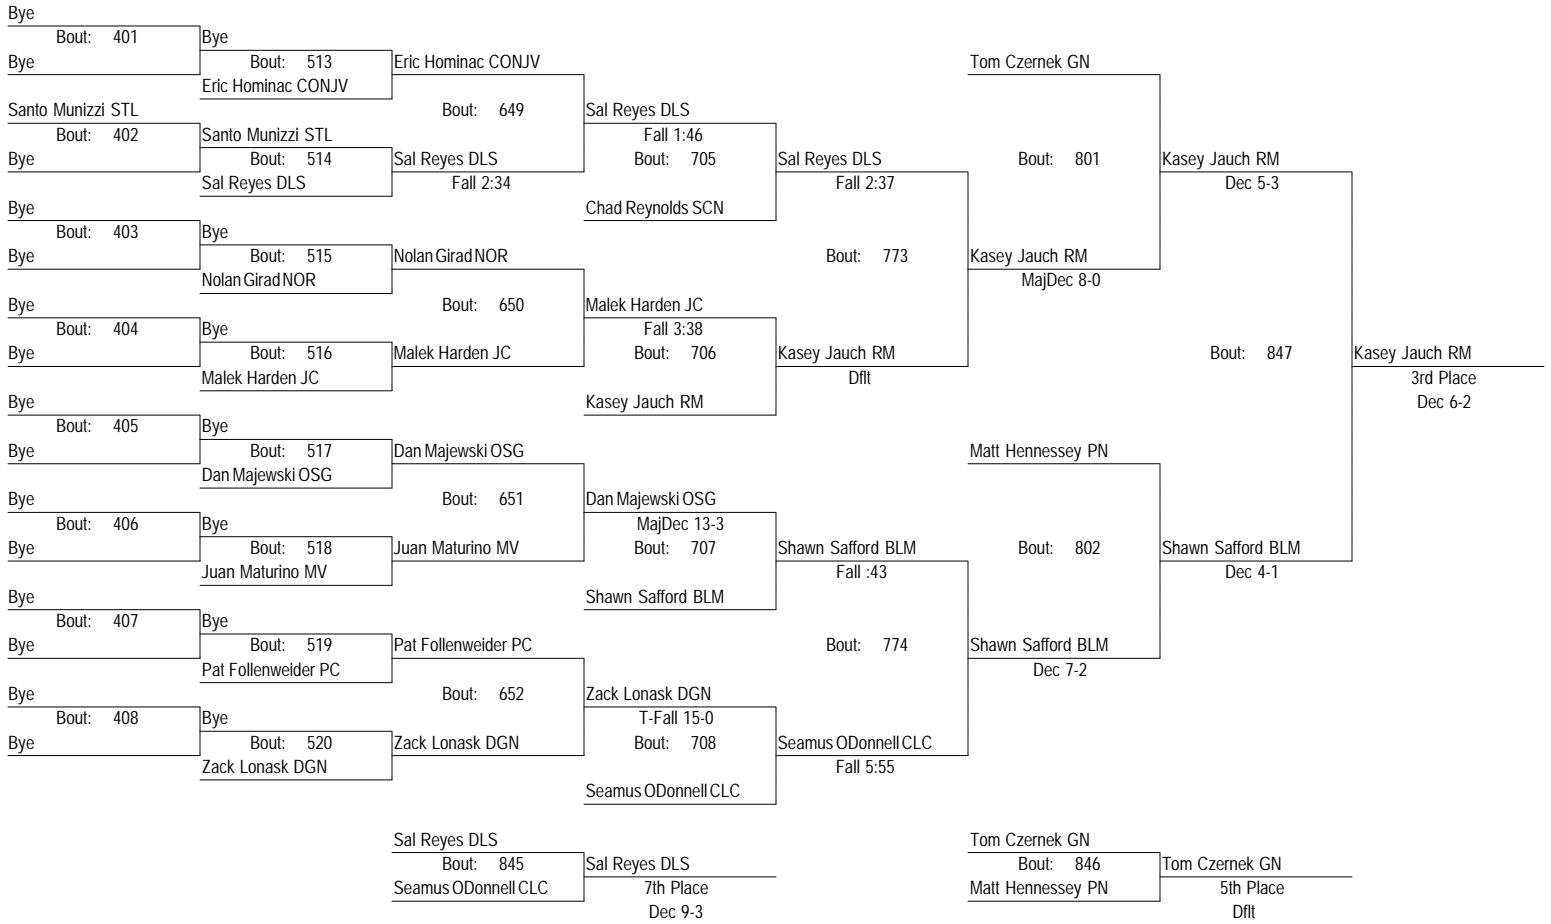 Bye
Bout: 401
Bye
Bye
Bout: 513
Eric Hominac CONJV
Eric Hominac CONJV
Santo Munizzi STL
Bout: 402
Bye
Santo Munizzi STL
Bout: 514
Sal Reyes DLS
Sal Reyes DLS
Fall 2:34
Bout: 649
Sal Reyes DLS
Fall 1:46
Bout: 705
Chad Reynolds SCN
Sal Reyes DLS
Fall 2:37
Bye
Bout: 403
Bye
Bye
Bout: 515
Nolan Girad NOR
Nolan Girad NOR
Bye
Bout: 404
Bye
Bye
Bout: 516
Malek Harden JC
Malek Harden JC
Bout: 650
Malek Harden JC
Fall 3:38
Bout: 706
Kasey Jauch RM
Kasey Jauch RM
Dflt
Bout: 773
Kasey Jauch RM
MajDec 8-0
Tom Czernek GN
Bout: 801
Kasey Jauch RM
Dec 5-3
Bye
Bout: 405
Bye
Bye
Bout: 517
Dan Majewski OSG
Dan Majewski OSG
Bye
Bout: 406
Bye
Bye
Bout: 518
Juan Maturino MV
Juan Maturino MV
Bout: 651
Dan Majewski OSG
MajDec 13-3
Bout: 707
Shawn Safford BLM
Shawn Safford BLM
Fall :43
Bye
Bout: 407
Bye
Bye
Bout: 519
Pat Follenweider PC
Pat Follenweider PC
Bye
Bout: 408
Bye
Bye
Bout: 520
Zack Lonask DGN
Zack Lonask DGN
Bout: 652
Zack Lonask DGN
T-Fall 15-0
Bout: 708
Seamus ODonnell CLC
Seamus ODonnell CLC
Fall 5:55
Bout: 774
Shawn Safford BLM
Dec 7-2
Matt Hennessey PN
Bout: 802
Shawn Safford BLM
Dec 4-1
Bout: 847
Kasey Jauch RM
3rd Place
Dec 6-2
Sal Reyes DLS
Bout: 845
Seamus ODonnell CLC
Sal Reyes DLS
7th Place
Dec 9-3
Tom Czernek GN
Bout: 846
Matt Hennessey PN
Tom Czernek GN
5th Place
Dflt